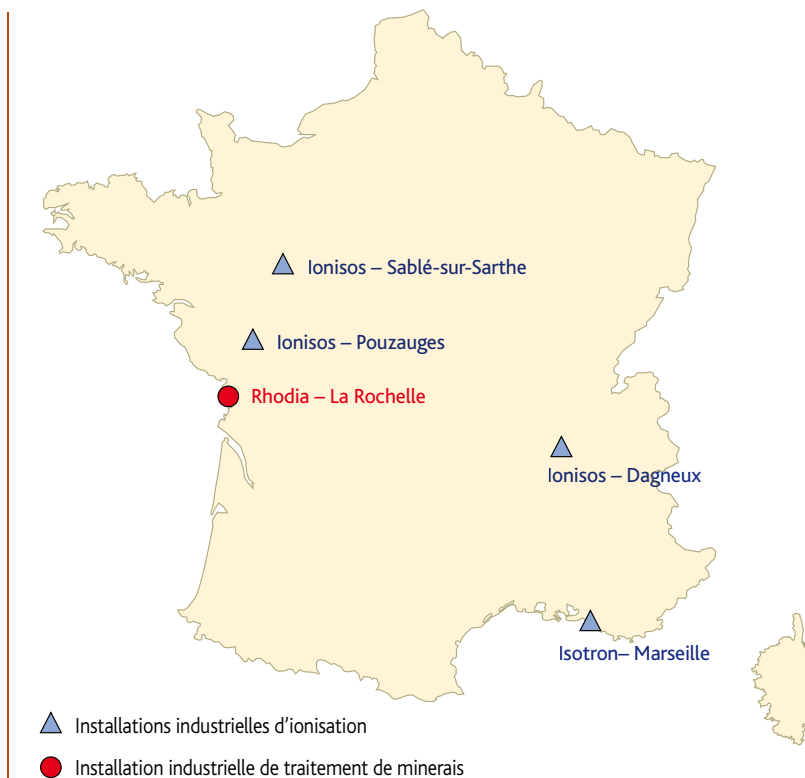 Ionisos – Sablé-sur-Sarthe
Ionisos – Pouzauges
Rhodia – La Rochelle
Ionisos – Dagneux
Isotron– Marseille
Installations industrielles d’ionisation
Installation industrielle de traitement de minerais